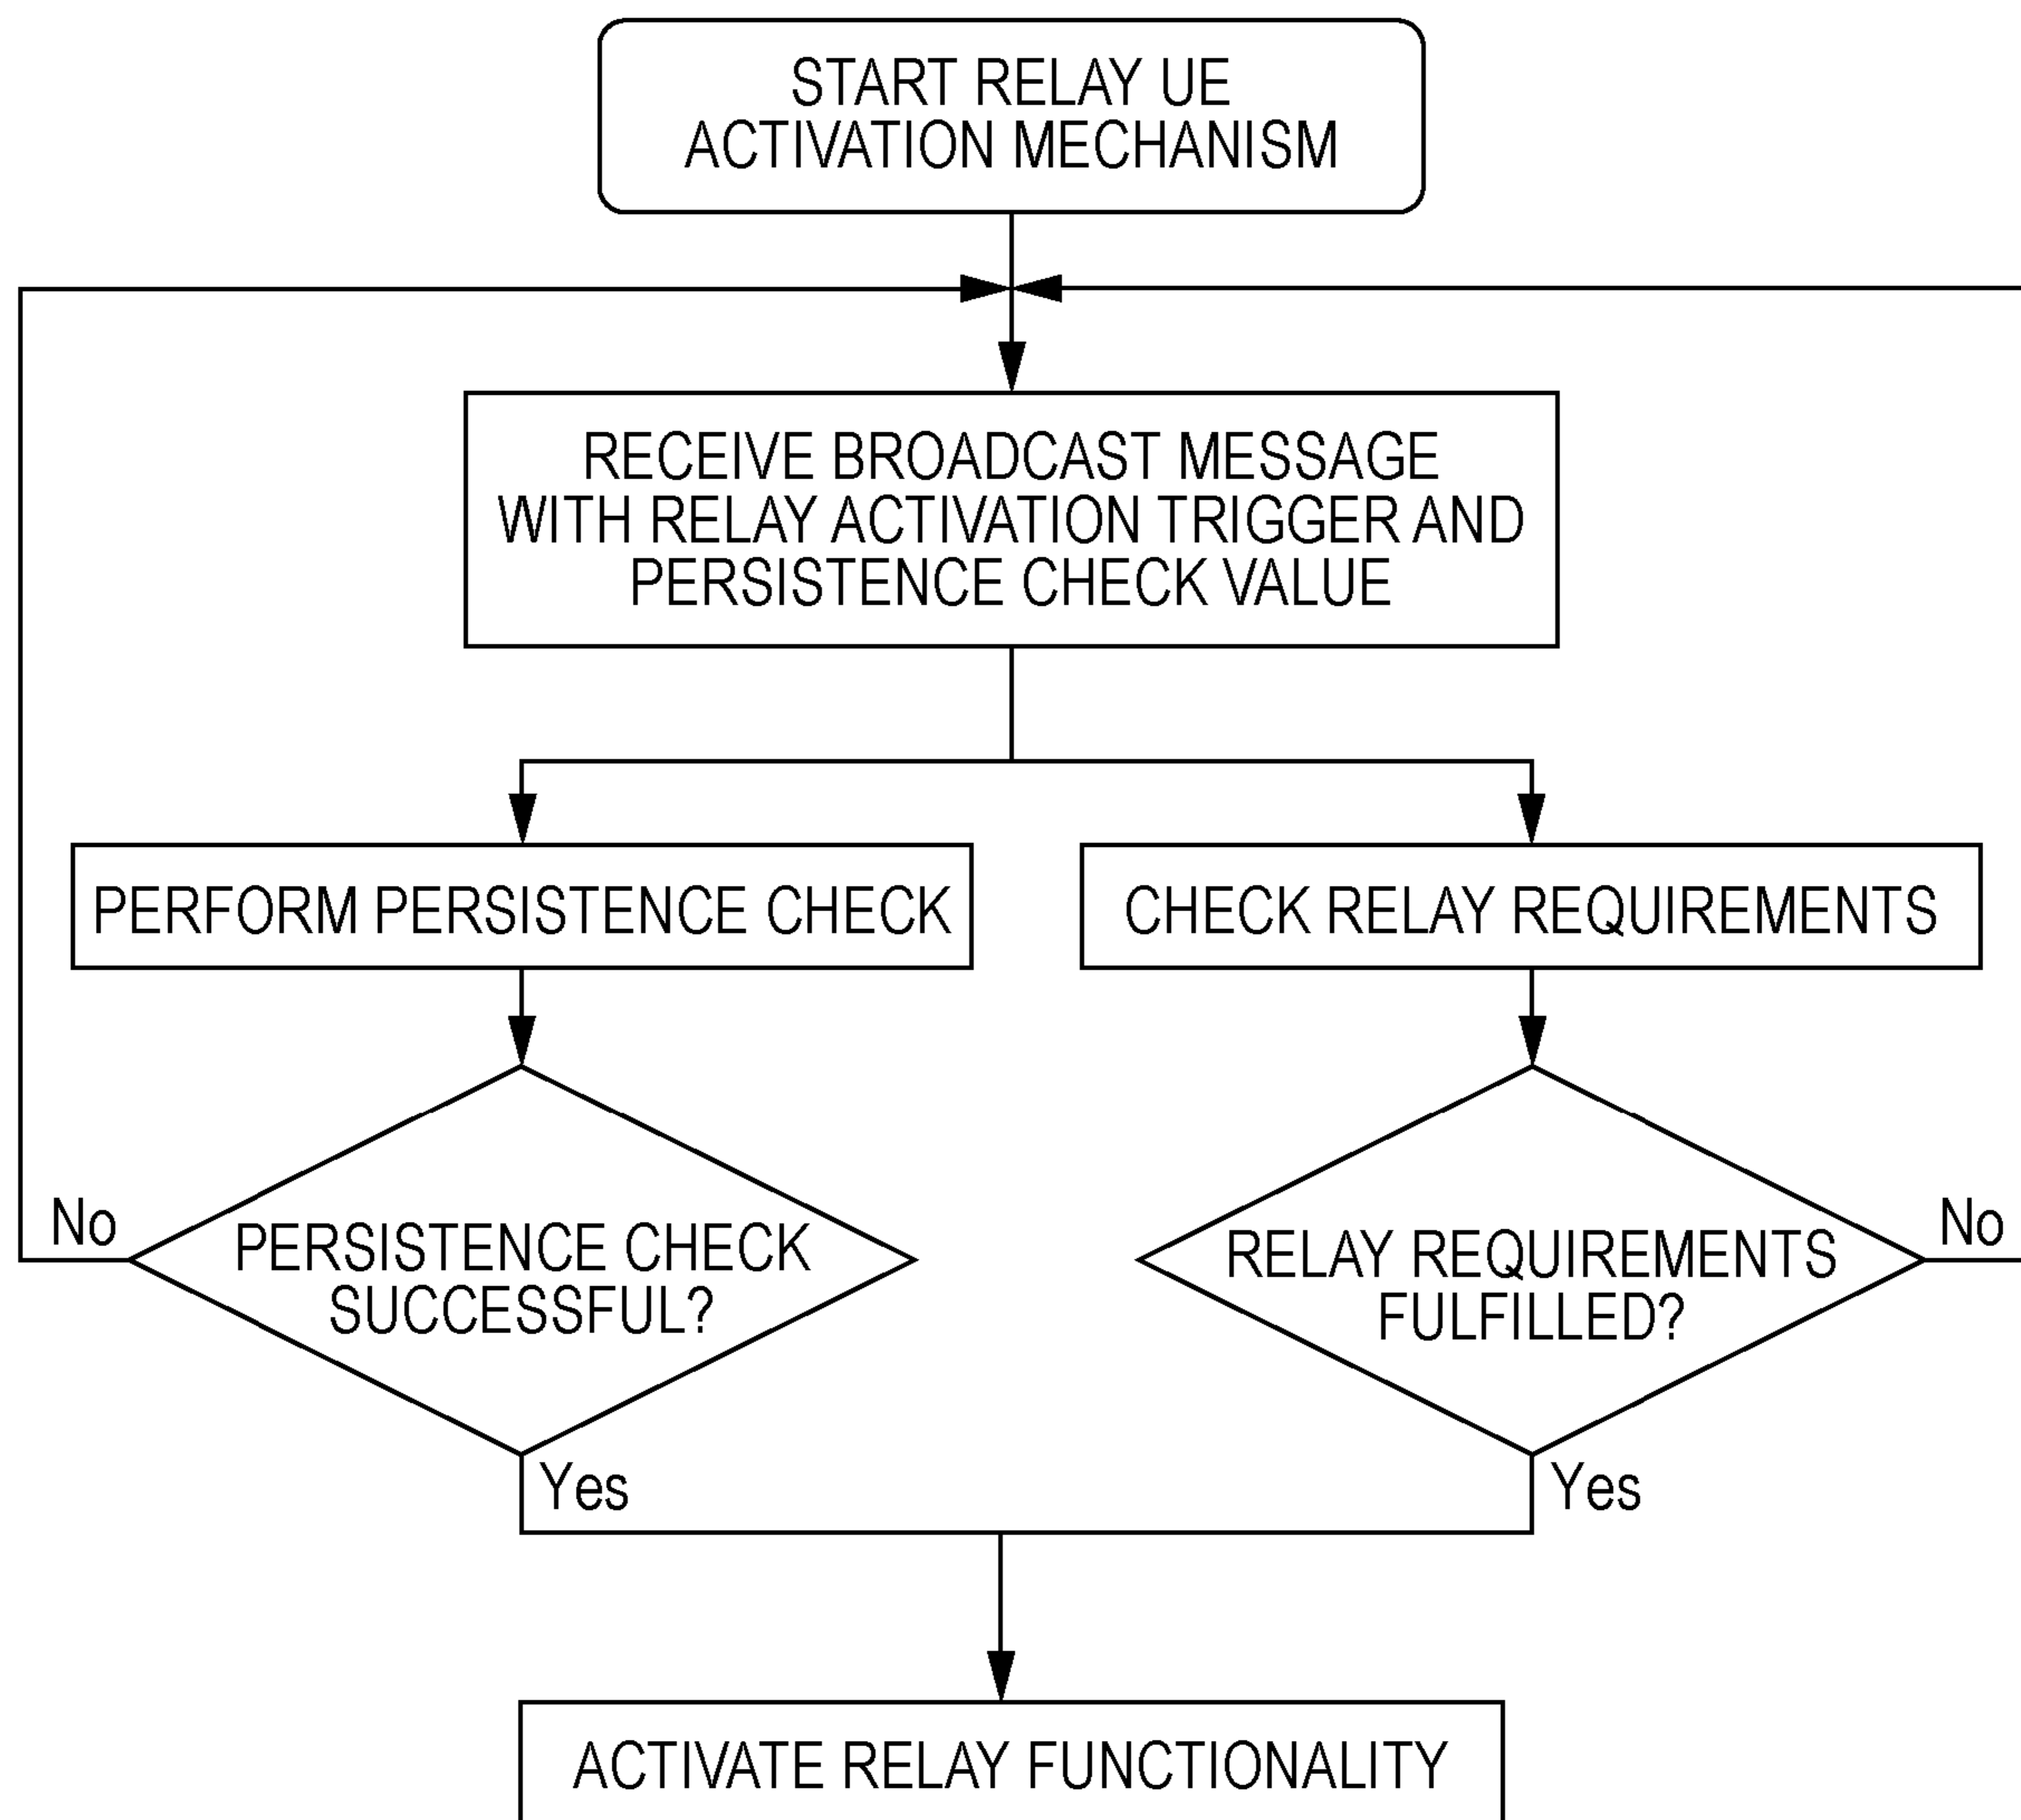 START RELAY UE
ACTIVATION MECHANISM
RECEIVE BROADCAST MESSAGE
WITH RELAY ACTIVATION TRIGGER AND
PERSISTENCE CHECK VALUE
PERFORM PERSISTENCE CHECK
CHECK RELAY REQUIREMENTS
No
PERSISTENCE CHECK
SUCCESSFUL?
RELAY REQUIREMENTS
FULFILLED?
No
Yes
Yes
ACTIVATE RELAY FUNCTIONALITY